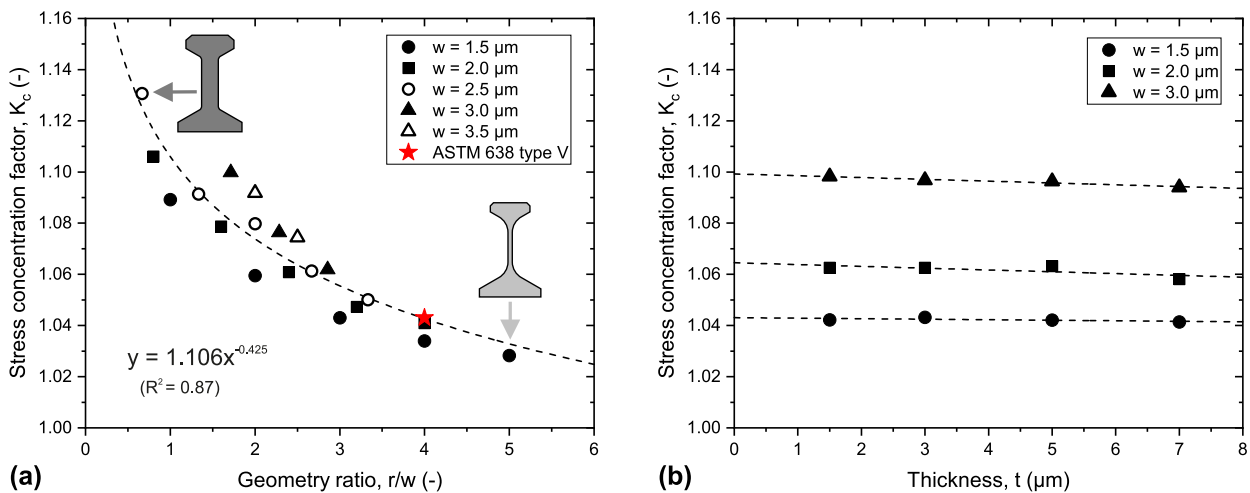 1.16
1.14
1.12
1.10
1.08
1.06
1.04
1.02
1.00
Stress concentration factor, K_c (-)
w = 1.5 µm
w = 2.0 µm
w = 2.5 µm
w = 3.0 µm
w = 3.5 µm
ASTM 638 type V
y = 1.106x^-0.425
(R² = 0.87)
0 1 2 3 4 5 6
Geometry ratio, r/w (-)
(a)
1.16
1.14
1.12
1.10
1.08
1.06
1.04
1.02
1.00
Stress concentration factor, K_c (-)
w = 1.5 µm
w = 2.0 µm
w = 3.0 µm
0 1 2 3 4 5 6 7 8
Thickness, t (µm)
(b)